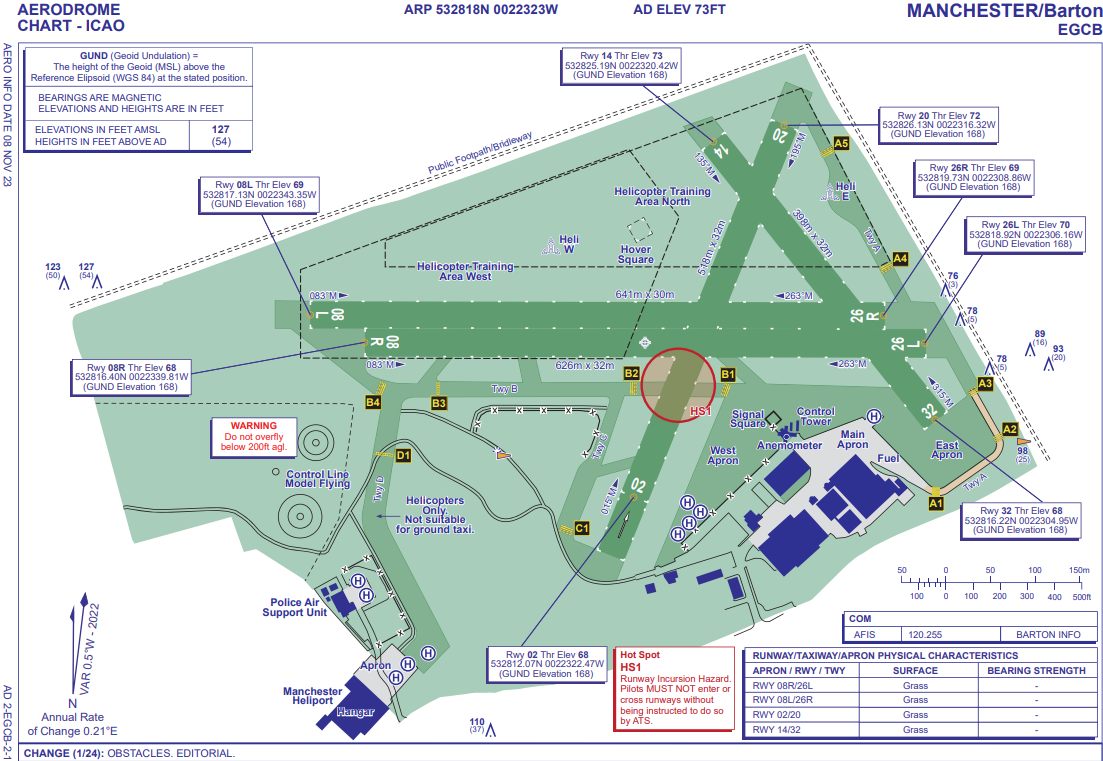 AERODROME
CHART - ICAO
ARP 532818N 0022323W
AD ELEV 73FT
MANCHESTER/Barton
EGCB
AERO INFO DATE 08 NOV 23
GUND (Geoid Undulation) =
The height of the Geoid (MSL) above the
Reference Elipsoid (WGS 84) at the stated position.
BEARINGS ARE MAGNETIC
ELEVATIONS AND HEIGHTS ARE IN FEET
ELEVATIONS IN FEET AMSL 127
HEIGHTS IN FEET ABOVE AD (54)
Rwy 14 Thr Elev 73
532825.19N 0022320.42W
(GUND Elevation 168)
Rwy 20 Thr Elev 72
532826.13N 0022316.32W
(GUND Elevation 168)
Rwy 26R Thr Elev 69
532819.73N 0022308.86W
(GUND Elevation 168)
Rwy 26L Thr Elev 70
532818.92N 0022306.16W
(GUND Elevation 168)
Rwy 08L Thr Elev 69
532817.13N 0022343.35W
(GUND Elevation 168)
Public Footpath/Bridleway
14
135°M
20
195°M
A5
Helicopter Training
Area North
Heli
E
Heli
W
Hover
Square
518m x 32m
398m x 32m
Twy A
A4
Helicopter Training
Area West
123
(50)
127
(54)
76
(3)
78
(5)
89
(16)
93
(20)
78
(5)
083°M
641m x 30m
263°M
08
L
26
R
08
R
26
L
083°M
626m x 32m
263°M
Rwy 08R Thr Elev 68
532816.40N 0022339.81W
(GUND Elevation 168)
B4
B3
Twy B
B2
B1
HS1
315°M
32
A3
A2
98
(25)
WARNING
Do not overfly
below 200ft agl.
Control Line
Model Flying
D1
Twy D
Twy C
Helicopters
Only.
Not suitable
for ground taxi.
02
015°M
C1
Signal
Square
Control
Tower
Anemometer
West
Apron
Main
Apron
Fuel
East
Apron
Twy A
A1
H
H
H
H
H
Rwy 32 Thr Elev 68
532816.22N 0022304.95W
(GUND Elevation 168)
50 0 50 100 150m
100 0 100 200 300 400 500ft
Police Air
Support Unit
H
H
H
H
H
Apron
Manchester
Heliport
Hangar
VAR 0.5°W - 2022
N
Annual Rate
of Change 0.21°E
110
(37)
Rwy 02 Thr Elev 68
532812.07N 0022322.47W
(GUND Elevation 168)
Hot Spot
HS1
Runway Incursion Hazard.
Pilots MUST NOT enter or
cross runways without
being instructed to do so
by ATS.
COM
AFIS 120.255 BARTON INFO
RUNWAY/TAXIWAY/APRON PHYSICAL CHARACTERISTICS
APRON / RWY / TWY SURFACE BEARING STRENGTH
RWY 08R/26L Grass -
RWY 08L/26R Grass -
RWY 02/20 Grass -
RWY 14/32 Grass -
AD 2-EGCB-2-1
CHANGE (1/24): OBSTACLES. EDITORIAL.